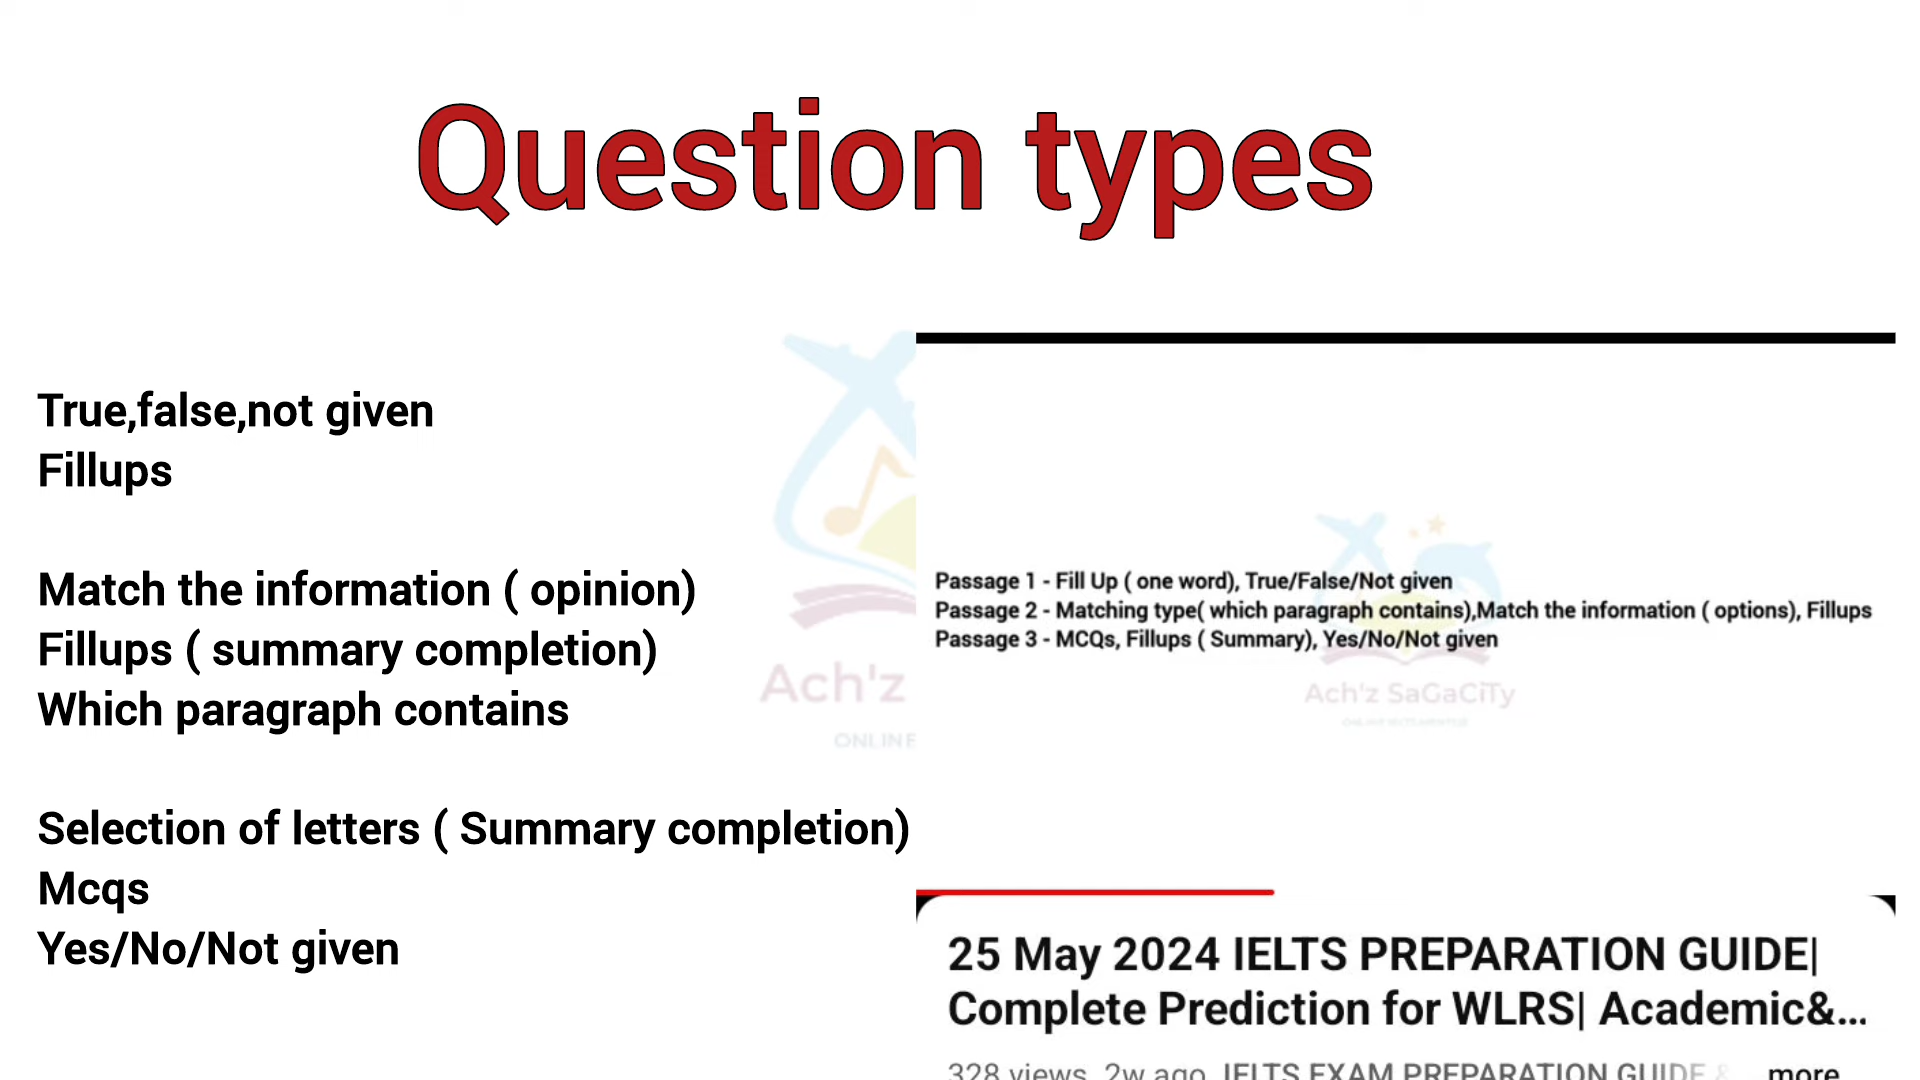 Question types
True,false,not given
Fillups
Match the information ( opinion)
Fillups ( summary completion)
Which paragraph contains
Selection of letters ( Summary completion)
Mcqs
Yes/No/Not given
Ach'z
ONLINE
Passage 1 - Fill Up ( one word), True/False/Not given
Passage 2 - Matching type( which paragraph contains),Match the information ( options), Fillups
Passage 3 - MCQs, Fillups ( Summary), Yes/No/Not given
Ach'z SaGaCiTy
25 May 2024 IELTS PREPARATION GUIDE|
Complete Prediction for WLRS| Academic&...
328 views 2w ago IELTS EXAM PREPARATION GUIDE & ...more